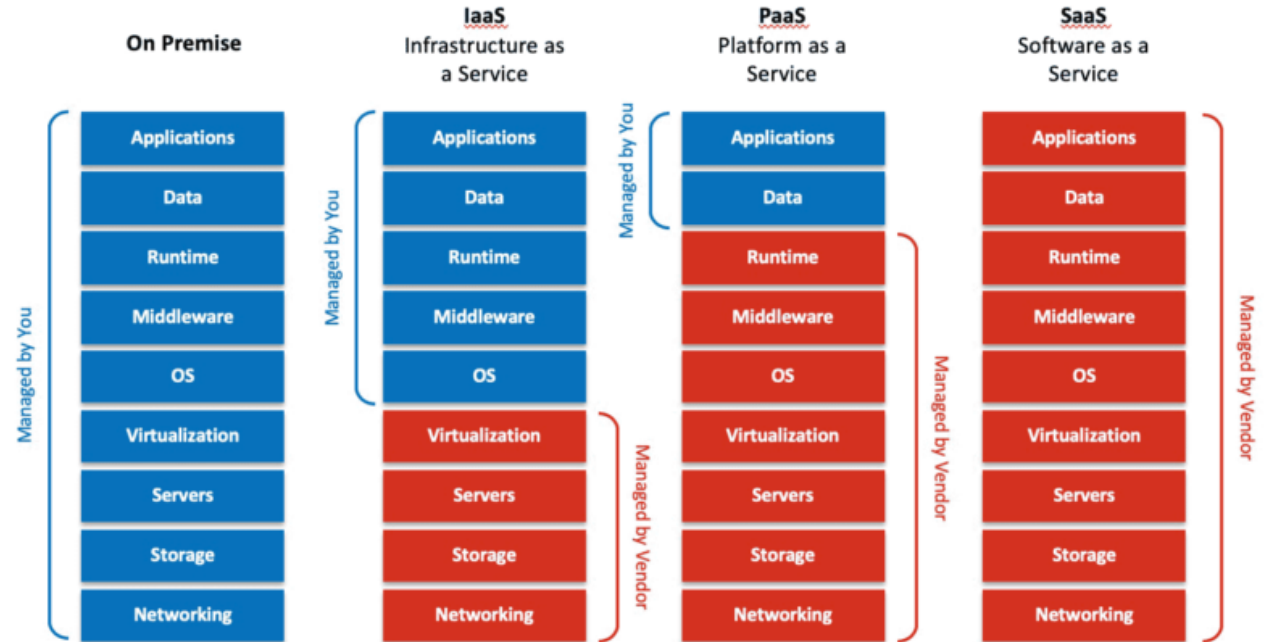 On Premise
Applications
Data
Runtime
Middleware
OS
Virtualization
Servers
Storage
Networking
Managed by You
IaaS
Infrastructure as
a Service
Applications
Data
Runtime
Middleware
OS
Virtualization
Servers
Storage
Networking
Managed by You
Managed by Vendor
PaaS
Platform as a
Service
Applications
Data
Runtime
Middleware
OS
Virtualization
Servers
Storage
Networking
Managed by You
Managed by Vendor
SaaS
Software as a
Service
Applications
Data
Runtime
Middleware
OS
Virtualization
Servers
Storage
Networking
Managed by Vendor